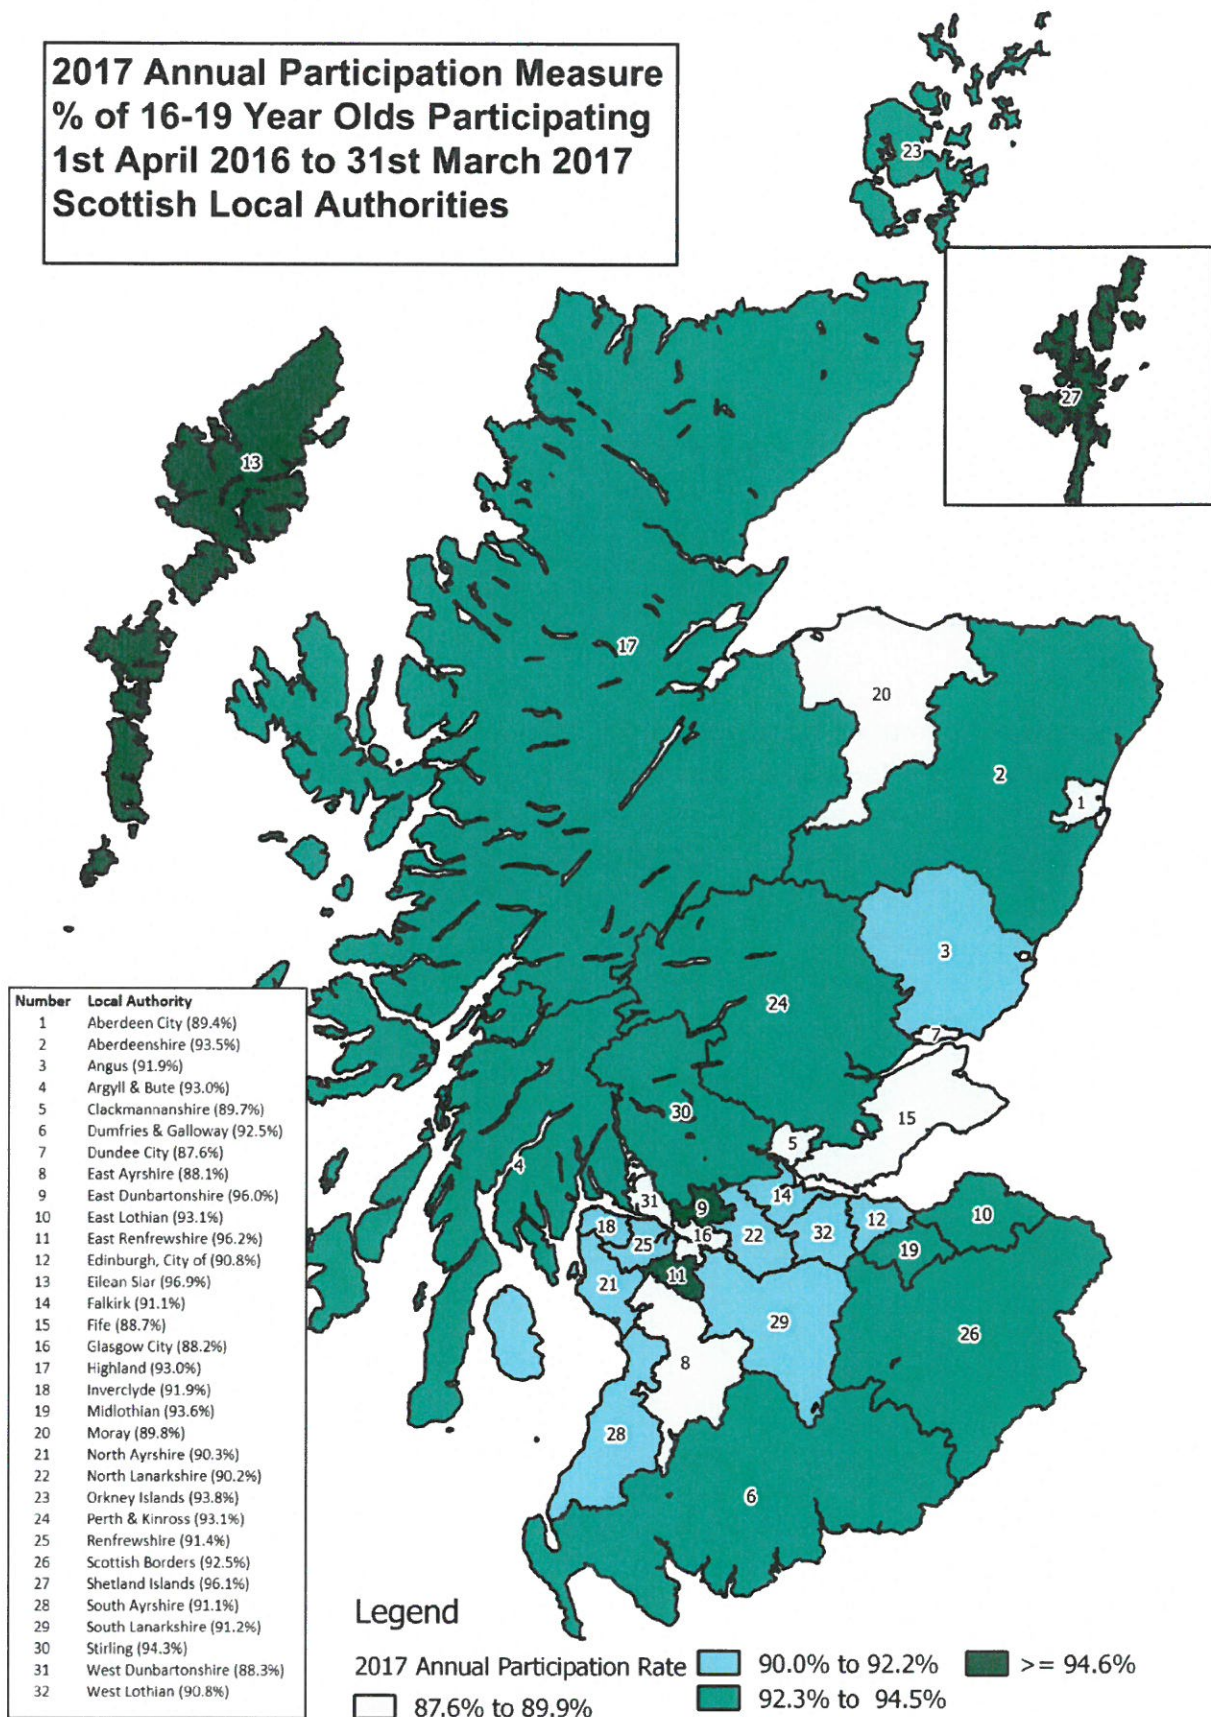 2017 Annual Participation Measure
% of 16-19 Year Olds Participating
1st April 2016 to 31st March 2017
Scottish Local Authorities
23
27
13
17
20
2
1
3
24
7
15
30
5
4
31
9
14
18
25
16
22
32
12
10
19
11
21
29
26
8
28
6
Number Local Authority
1 Aberdeen City (89.4%)
2 Aberdeenshire (93.5%)
3 Angus (91.9%)
4 Argyll & Bute (93.0%)
5 Clackmannanshire (89.7%)
6 Dumfries & Galloway (92.5%)
7 Dundee City (87.6%)
8 East Ayrshire (88.1%)
9 East Dunbartonshire (96.0%)
10 East Lothian (93.1%)
11 East Renfrewshire (96.2%)
12 Edinburgh, City of (90.8%)
13 Eilean Siar (96.9%)
14 Falkirk (91.1%)
15 Fife (88.7%)
16 Glasgow City (88.2%)
17 Highland (93.0%)
18 Inverclyde (91.9%)
19 Midlothian (93.6%)
20 Moray (89.8%)
21 North Ayrshire (90.3%)
22 North Lanarkshire (90.2%)
23 Orkney Islands (93.8%)
24 Perth & Kinross (93.1%)
25 Renfrewshire (91.4%)
26 Scottish Borders (92.5%)
27 Shetland Islands (96.1%)
28 South Ayrshire (91.1%)
29 South Lanarkshire (91.2%)
30 Stirling (94.3%)
31 West Dunbartonshire (88.3%)
32 West Lothian (90.8%)
Legend
2017 Annual Participation Rate
87.6% to 89.9%
90.0% to 92.2%
92.3% to 94.5%
>= 94.6%